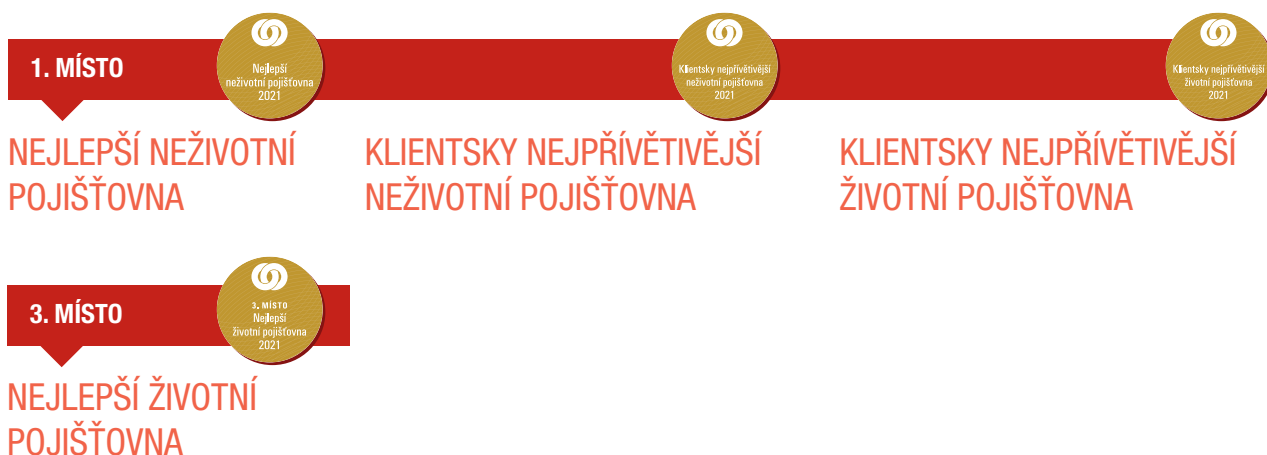 1. MÍSTO
Nejlepší
neživotní pojišťovna
2021
Klientsky nejpřívětivější
neživotní pojišťovna
2021
Klientsky nejpřívětivější
životní pojišťovna
2021
NEJLEPŠÍ NEŽIVOTNÍ
POJIŠŤOVNA
KLIENTSKY NEJPŘÍVĚTIVĚJŠÍ
NEŽIVOTNÍ POJIŠŤOVNA
KLIENTSKY NEJPŘÍVĚTIVĚJŠÍ
ŽIVOTNÍ POJIŠŤOVNA
3. MÍSTO
3. MÍSTO
Nejlepší
životní pojišťovna
2021
NEJLEPŠÍ ŽIVOTNÍ
POJIŠŤOVNA